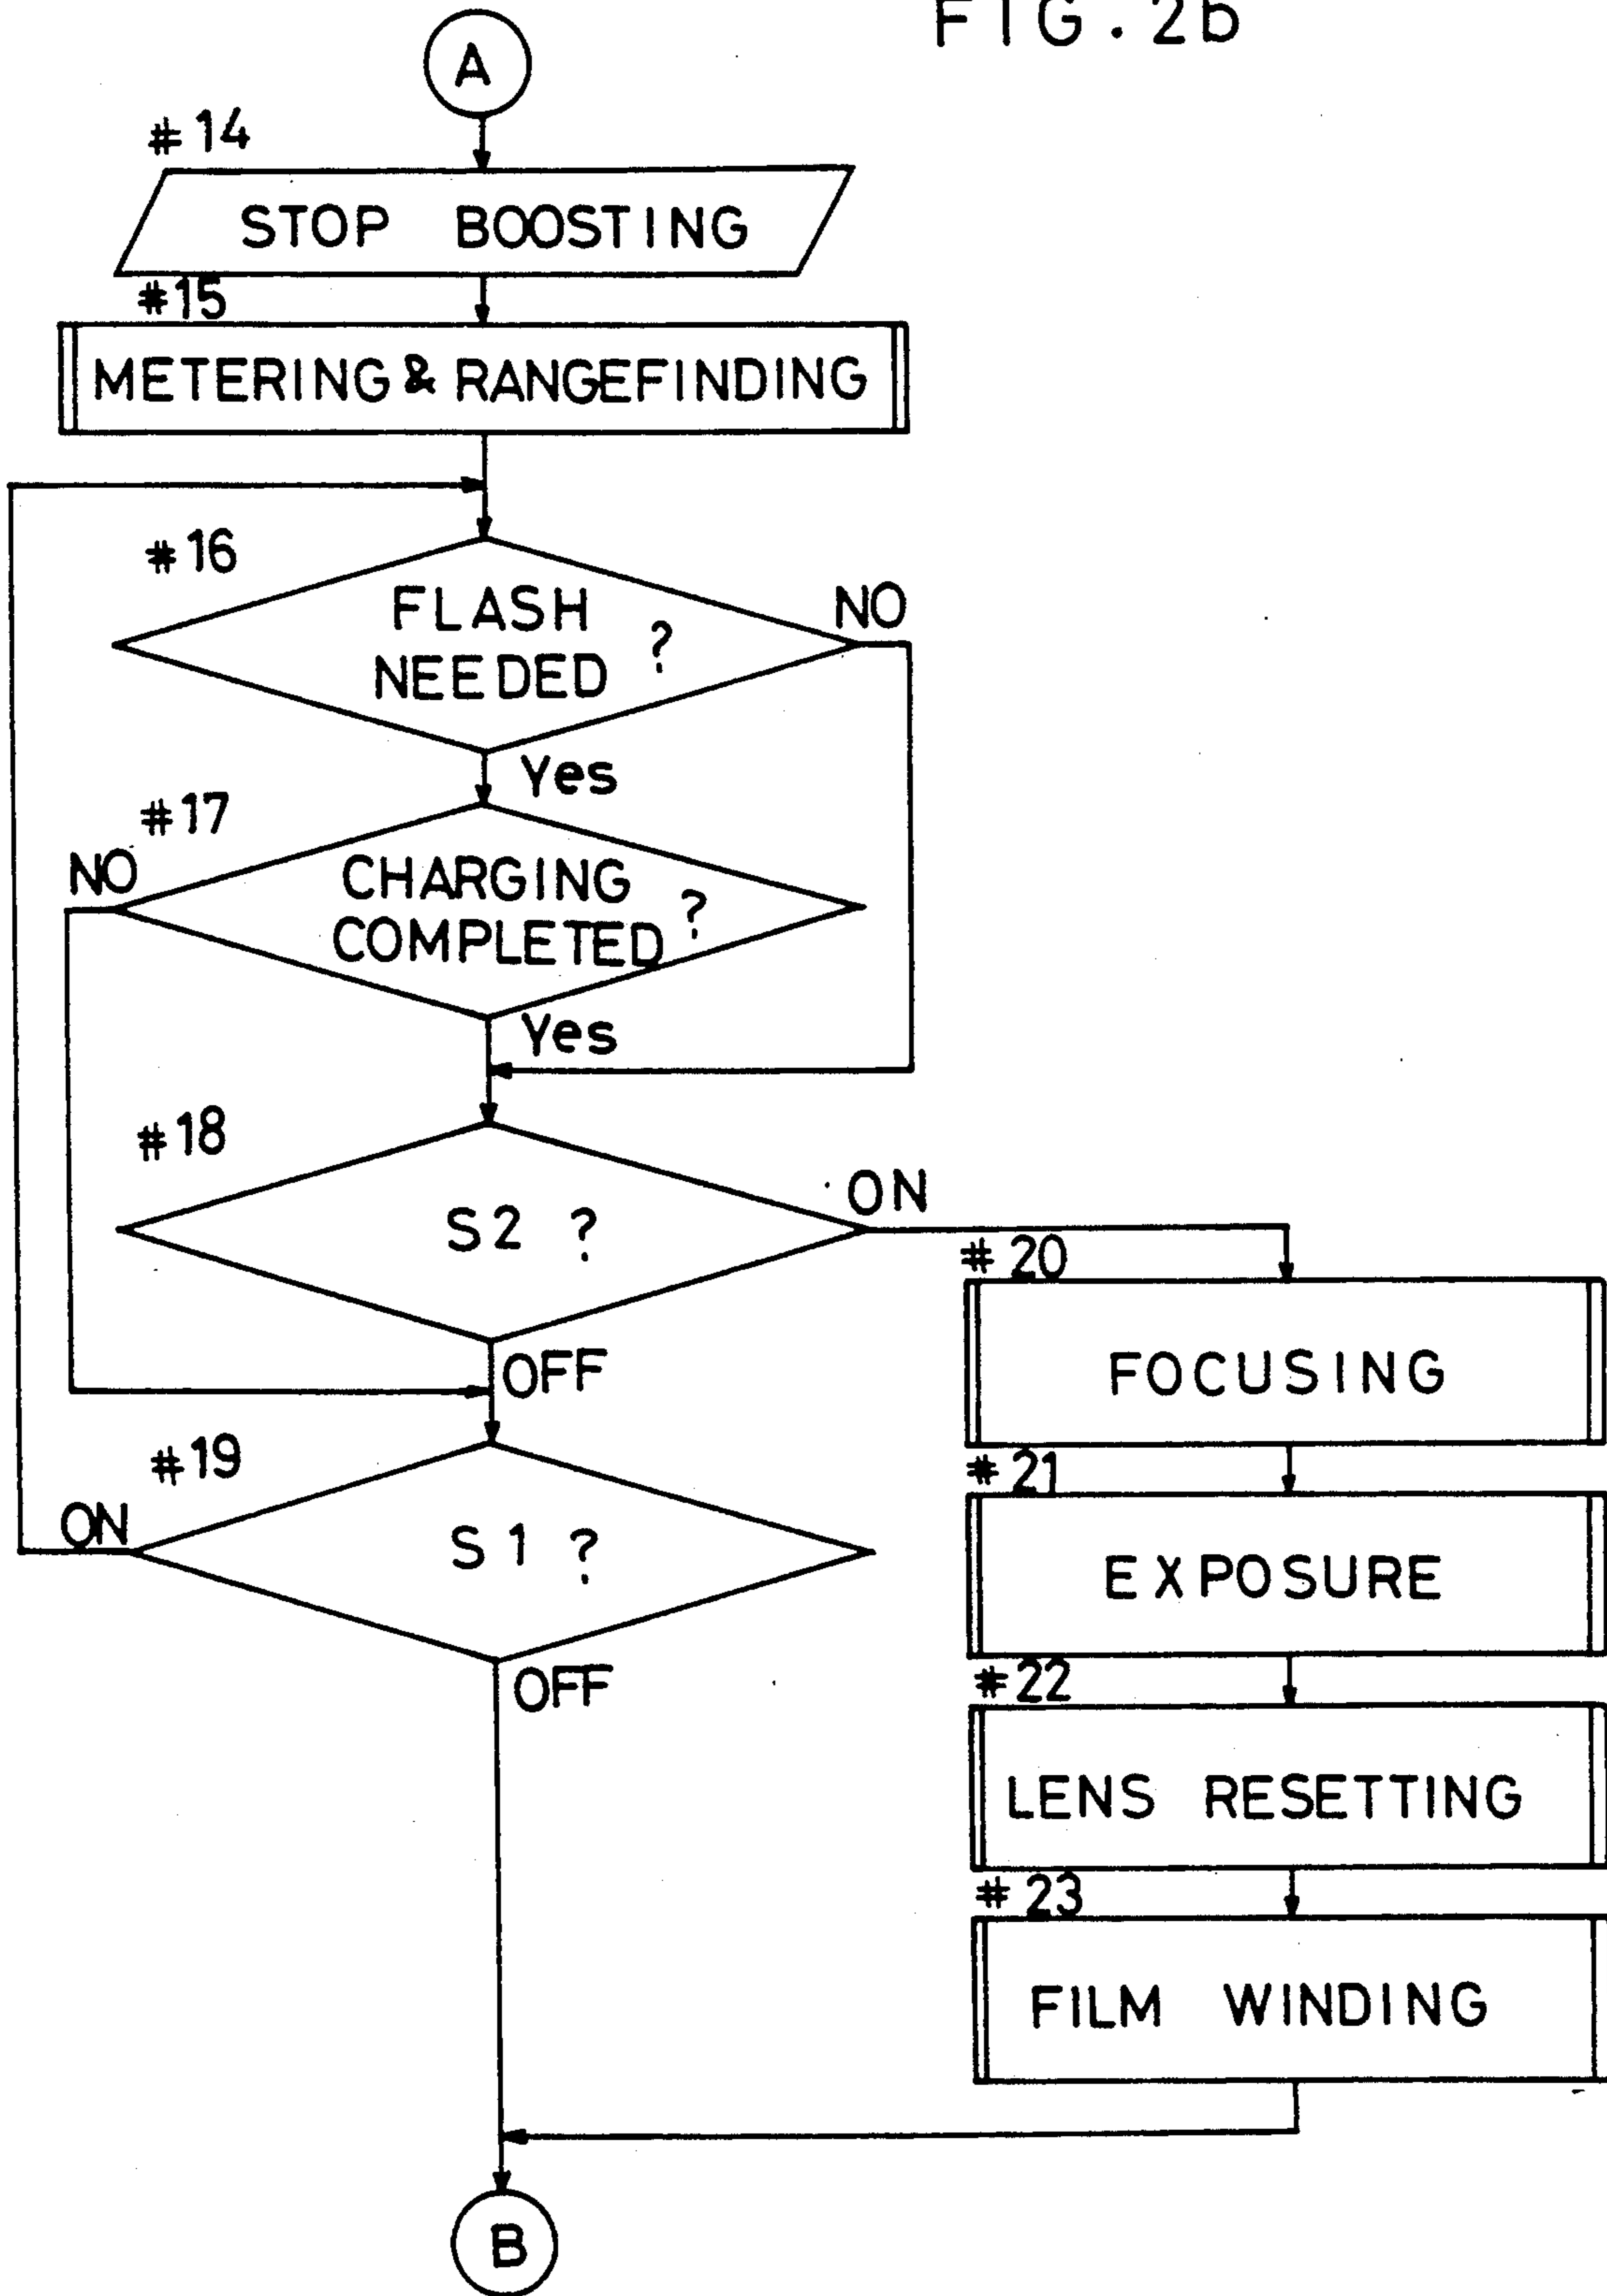 FIG. 2b
A
#14
STOP BOOSTING
#15
METERING & RANGEFINDING
#16
FLASH
NEEDED ?
NO
Yes
#17
NO
CHARGING
COMPLETED ?
Yes
#18
S2 ?
ON
OFF
#19
ON
S1 ?
OFF
#20
FOCUSING
#21
EXPOSURE
#22
LENS RESETTING
#23
FILM WINDING
B